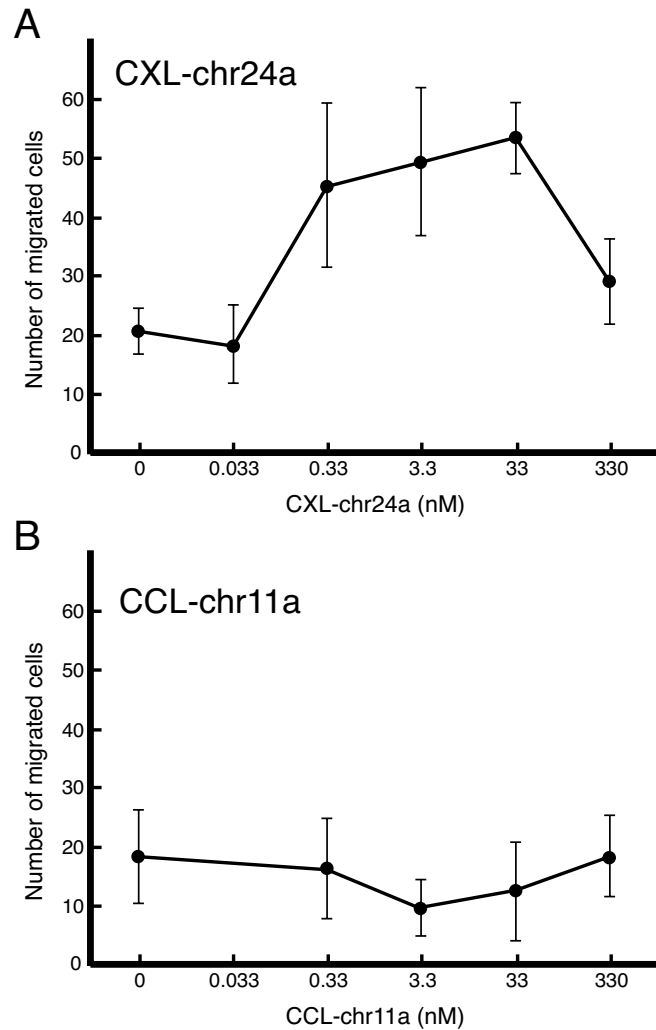 A
CXL-chr24a
Number of migrated cells
60
50
40
30
20
10
0
0 0.033 0.33 3.3 33 330
CXL-chr24a (nM)
B
CCL-chr11a
Number of migrated cells
60
50
40
30
20
10
0
0 0.033 0.33 3.3 33 330
CCL-chr11a (nM)